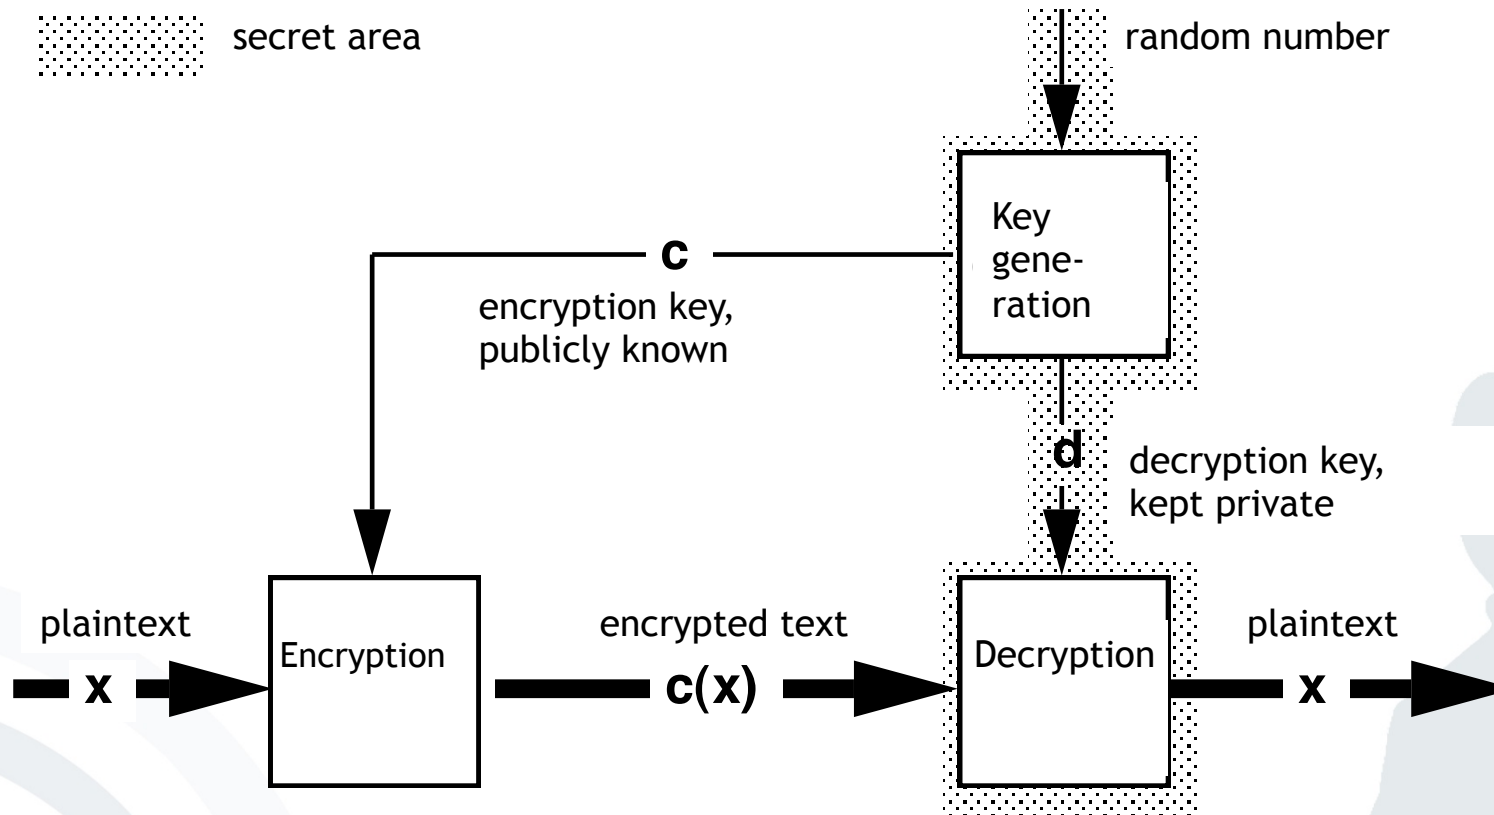 secret area
random number
Key
gene-
ration
c
encryption key,
publicly known
d
decryption key,
kept private
plaintext
x
Encryption
encrypted text
c(x)
Decryption
plaintext
x